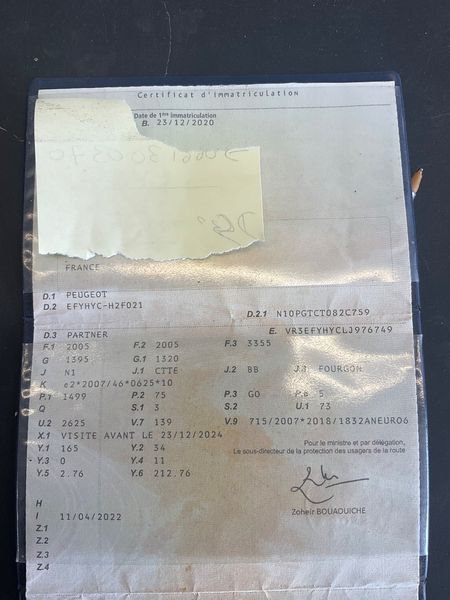 Certificat d'immatriculation
Date de 1ère immatriculation
B. 23/12/2020
FRANCE
D.1 PEUGEOT
D.2 EFYHYC-H2F021
D.2.1 N10PGTCT082C759
D.3 PARTNER
E. VR3EFYHYCLJ976749
F.1 2005 F.2 2005 F.3 3355
G 1395 G.1 1320
J N1 J.1 CTTE J.2 BB J.3 FOURGON
K e2*2007/46*0625*10
P.1 1499 P.2 75 P.3 GO P.6 5
Q S.1 3 S.2 U.1 73
U.2 2625 V.7 139 V.9 715/2007*2018/1832ANEURO6
X.1 VISITE AVANT LE 23/12/2024
Y.1 165 Y.2 34
Y.3 0 Y.4 11
Y.5 2.76 Y.6 212.76
Pour le ministre et par délégation,
Le sous-directeur de la protection des usagers de la route
Zoheir BOUAOUICHE
H
I 11/04/2022
Z.1
Z.2
Z.3
Z.4